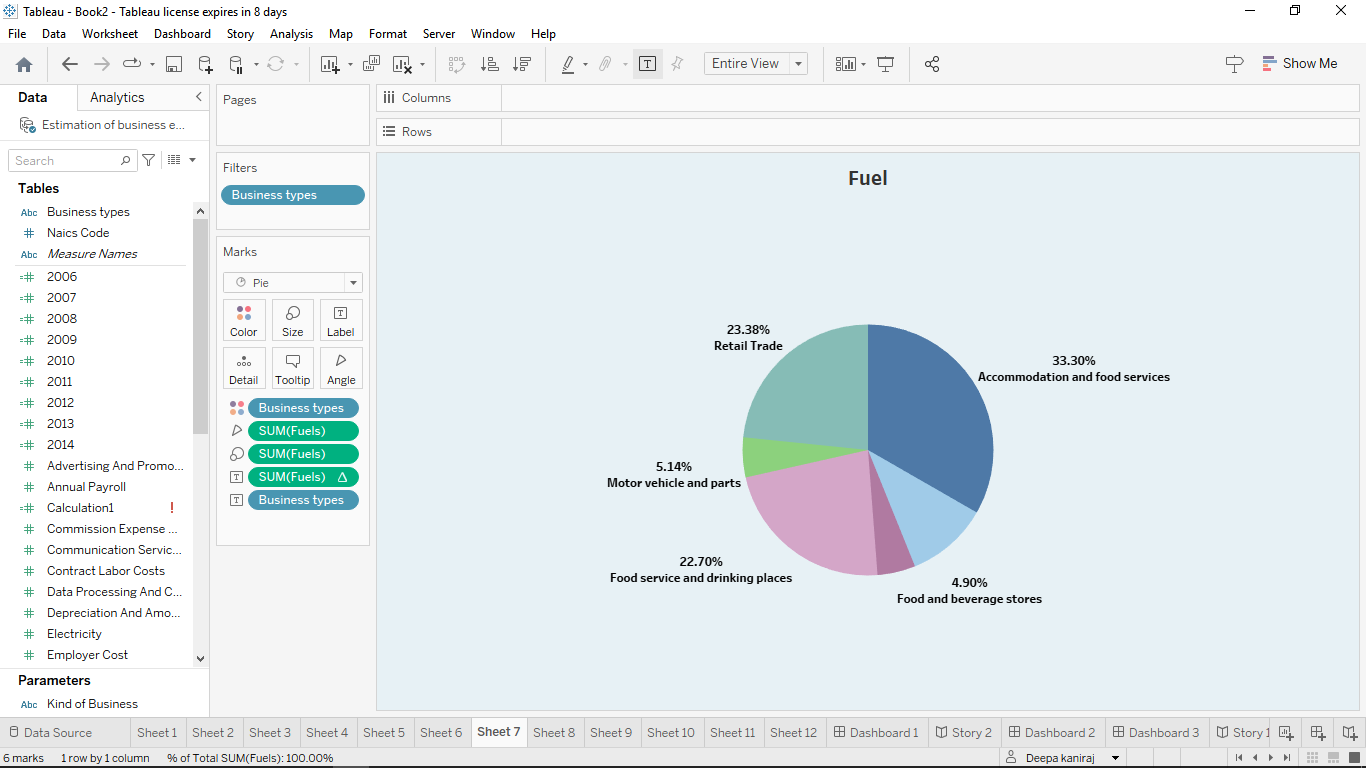 Tableau - Book2 - Tableau license expires in 8 days
File Data Worksheet Dashboard Story Analysis Map Format Server Window Help
Entire View
Show Me
Data
Analytics
Estimation of business e...
Search
Tables
Abc Business types
# Naics Code
Abc Measure Names
=# 2006
=# 2007
=# 2008
=# 2009
=# 2010
=# 2011
=# 2012
=# 2013
=# 2014
# Advertising And Promo...
# Annual Payroll
=# Calculation1 !
# Commission Expense ...
# Communication Servic...
# Contract Labor Costs
# Data Processing And C...
# Depreciation And Amo...
# Electricity
# Employer Cost
Parameters
Abc Kind of Business
Pages
Filters
Business types
Marks
Pie
Color
Size
T
Label
Detail
Tooltip
Angle
Business types
SUM(Fuels)
SUM(Fuels)
T SUM(Fuels) △
T Business types
Columns
Rows
Fuel
23.38%
Retail Trade
33.30%
Accommodation and food services
5.14%
Motor vehicle and parts
22.70%
Food service and drinking places
4.90%
Food and beverage stores
Data Source
Sheet 1
Sheet 2
Sheet 3
Sheet 4
Sheet 5
Sheet 6
Sheet 7
Sheet 8
Sheet 9
Sheet 10
Sheet 11
Sheet 12
Dashboard 1
Story 2
Dashboard 2
Dashboard 3
Story 1
6 marks 1 row by 1 column % of Total SUM(Fuels): 100.00%
Deepa kaniraj